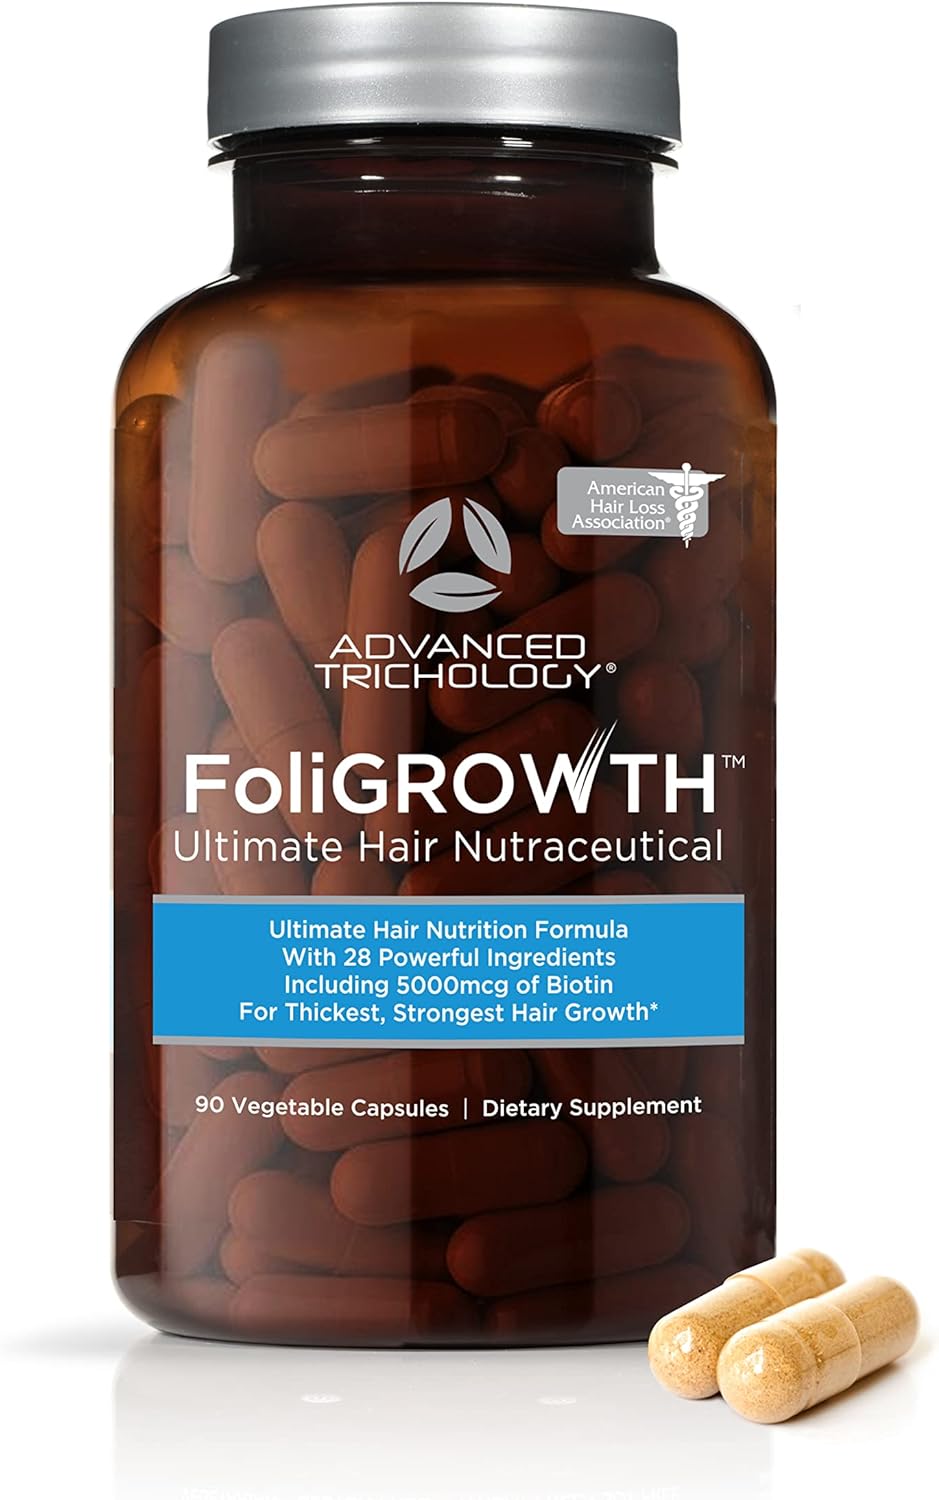 American
Hair Loss
Association®
ADVANCED
TRICHOLOGY®
FoliGROWTH™
Ultimate Hair Nutraceutical
Ultimate Hair Nutrition Formula
With 28 Powerful Ingredients
Including 5000mcg of Biotin
For Thickest, Strongest Hair Growth*
90 Vegetable Capsules | Dietary Supplement